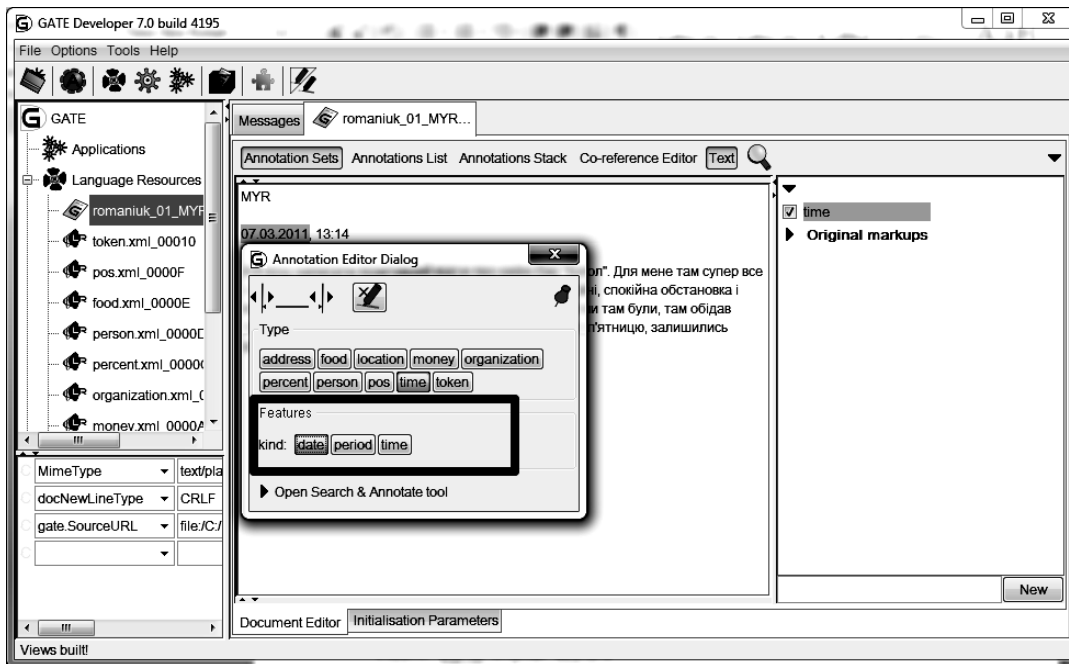 GATE Developer 7.0 build 4195
File Options Tools Help
GATE
Applications
Language Resources
romaniuk_01_MYR
token.xml_00010
pos.xml_0000F
food.xml_0000E
person.xml_0000D
percent.xml_0000
organization.xml_
money.xml_0000A
MimeType text/pla
docNewLineType CRLF
gate.SourceURL file:/C:/
Messages romaniuk_01_MYR...
Annotation Sets Annotations List Annotations Stack Co-reference Editor Text
MYR
07.03.2011, 13:14
ол". Для мене там супер все
ні, спокійна обстановка і
и там були, там обідав
п'ятницю, залишились
Annotation Editor Dialog
Type
address food location money organization
percent person pos time token
Features
kind: date period time
Open Search & Annotate tool
time
Original markups
New
Document Editor Initialisation Parameters
Views built!